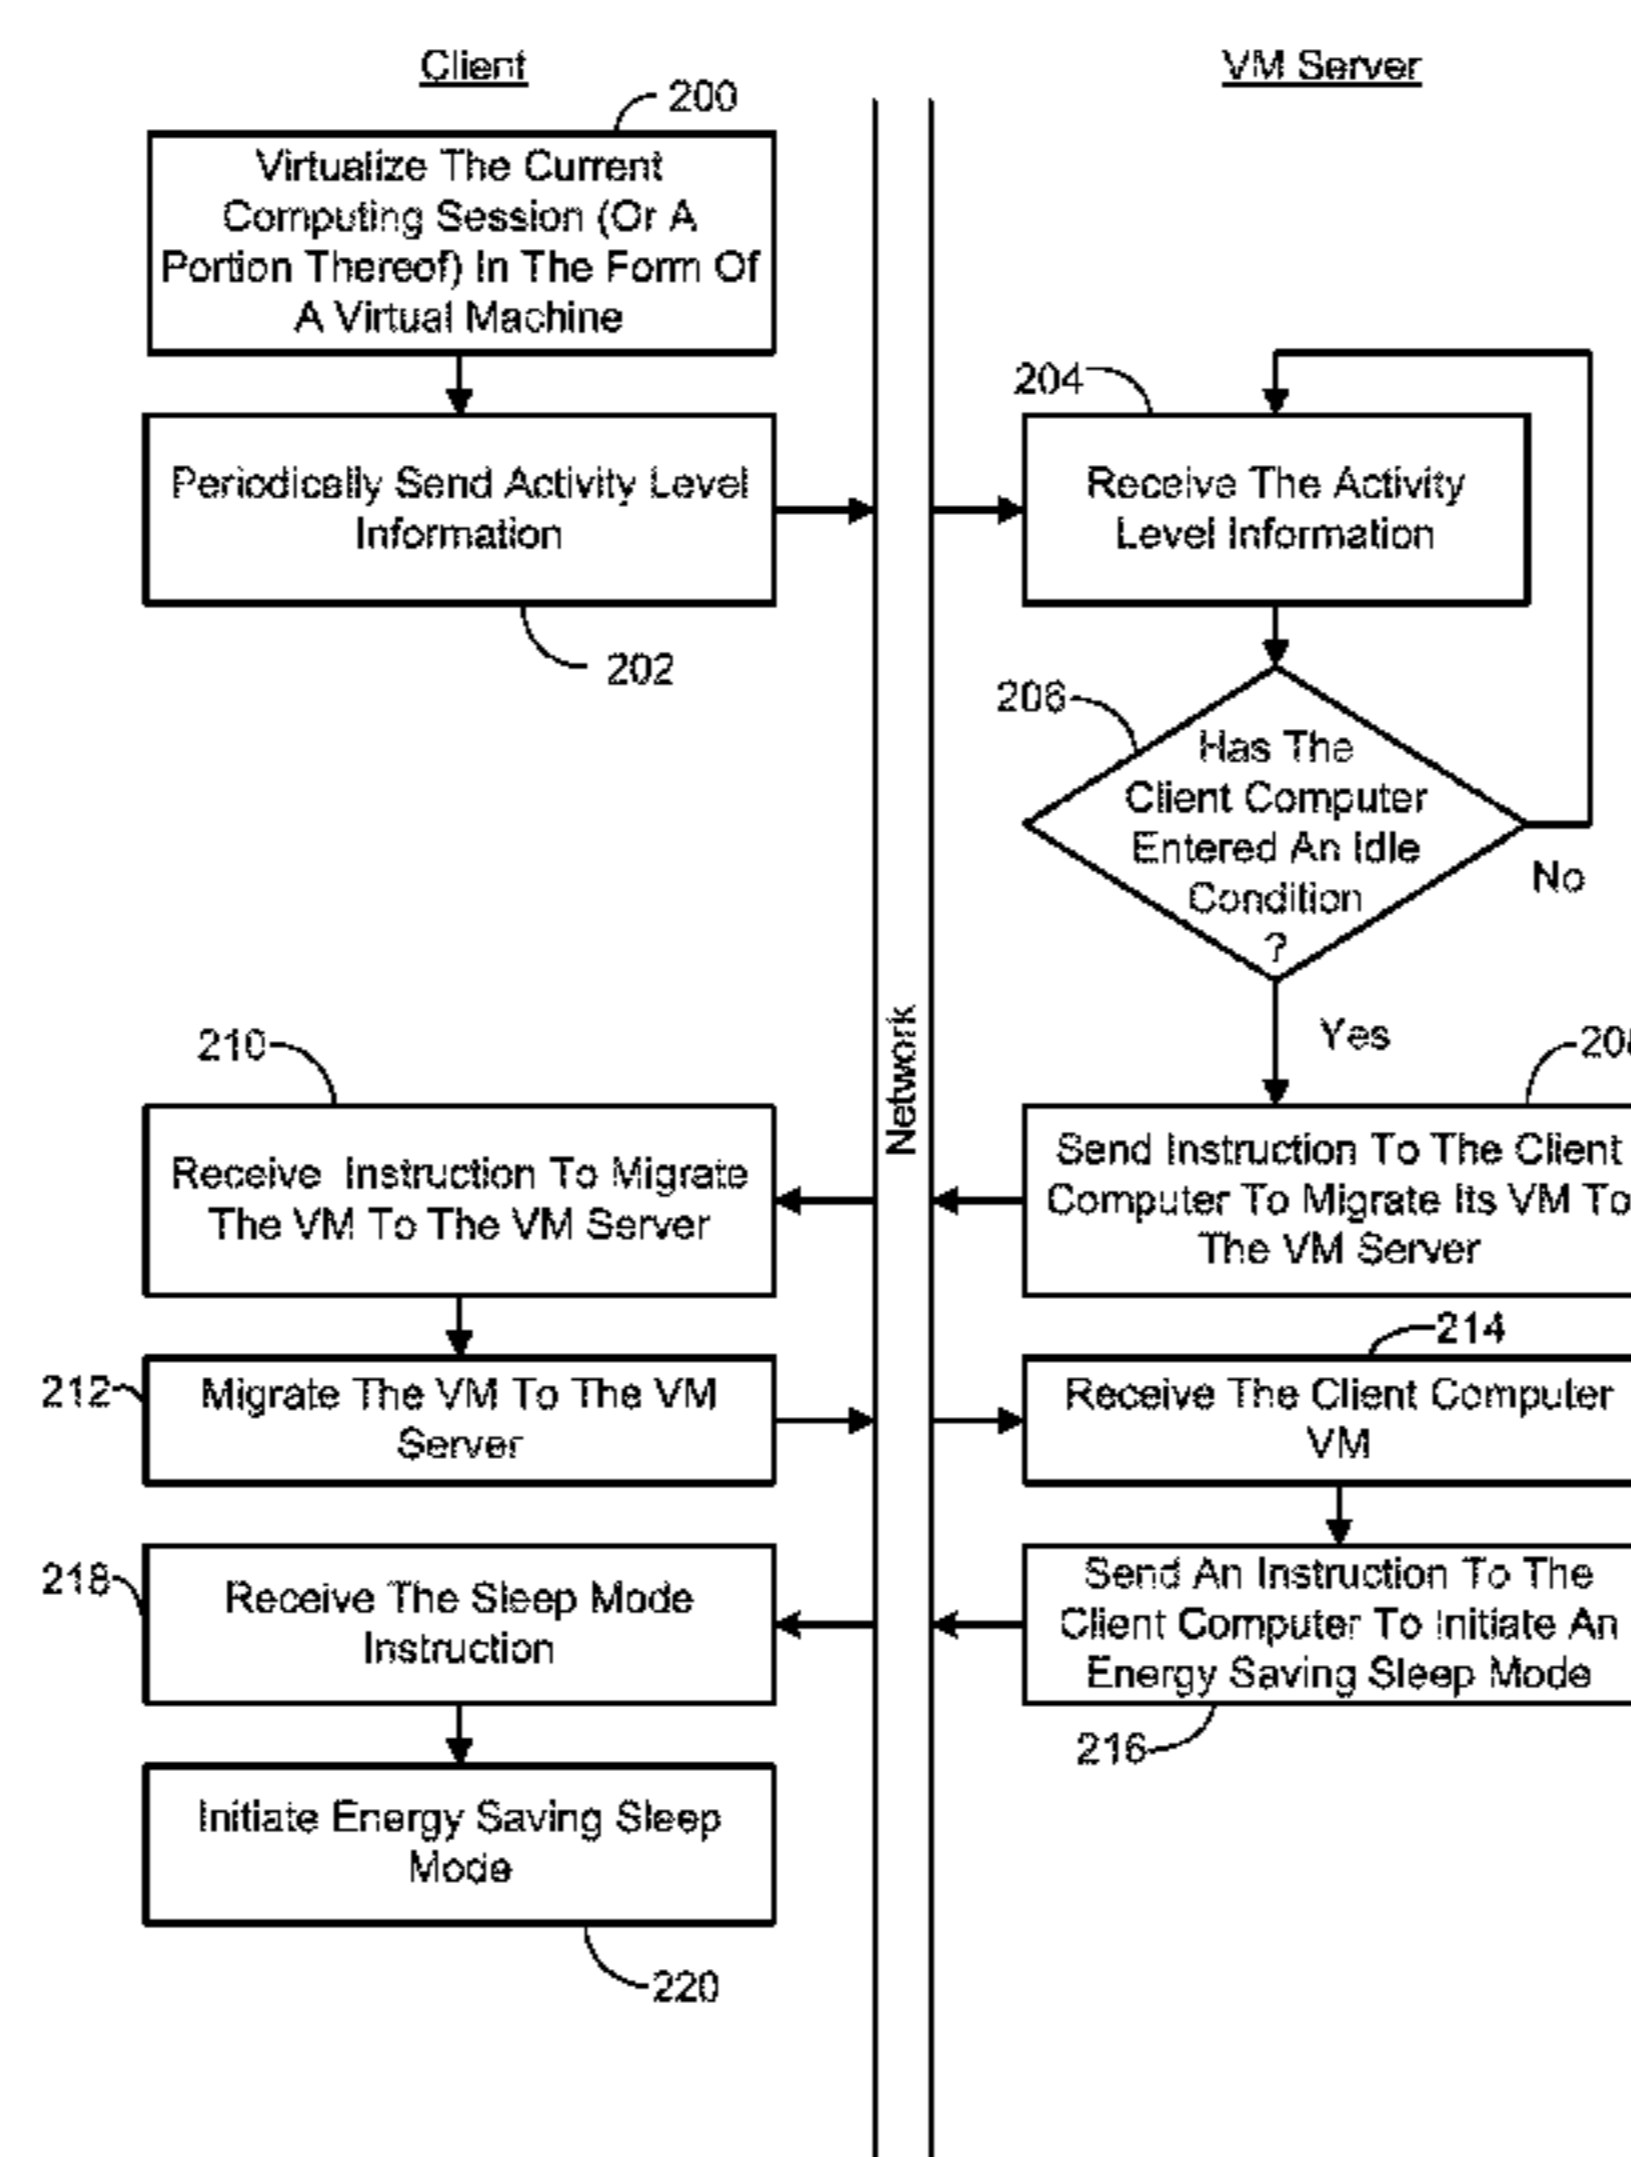 Client
VM Server
200
Virtualize The Current
Computing Session (Or A
Portion Thereof) In The Form Of
A Virtual Machine
204
Periodically Send Activity Level
Information
Receive The Activity
Level Information
202
206
Has The
Client Computer
Entered An Idle
Condition
?
No
Yes
Network
210
Receive Instruction To Migrate
The VM To The VM Server
Send Instruction To The Client
Computer To Migrate Its VM To
The VM Server
214
212
Migrate The VM To The VM
Server
Receive The Client Computer
VM
218
Receive The Sleep Mode
Instruction
Send An Instruction To The
Client Computer To Initiate An
Energy Saving Sleep Mode
216
Initiate Energy Saving Sleep
Mode
220